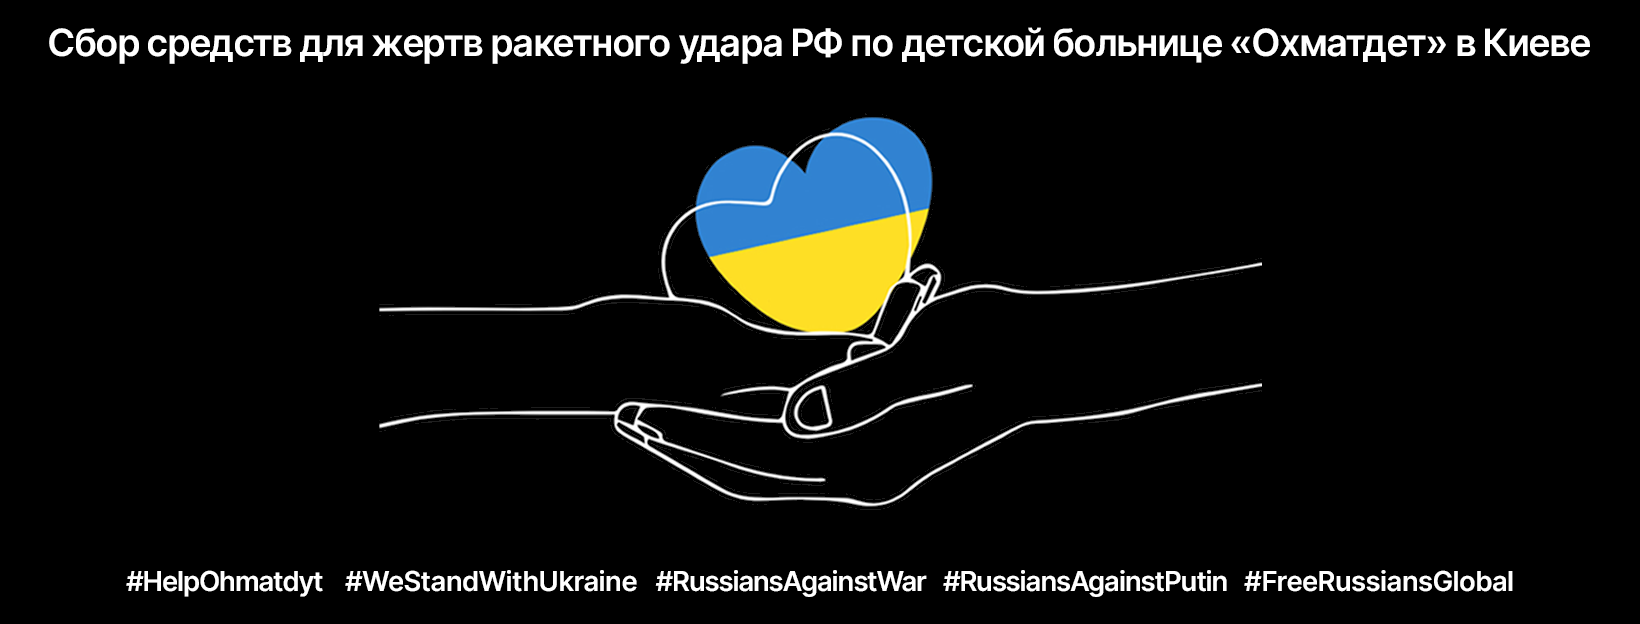 Сбор средств для жертв ракетного удара РФ по детской больнице «Охматдет» в Киеве
#HelpOhmatdyt #WeStandWithUkraine #RussiansAgainstWar #RussiansAgainstPutin #FreeRussiansGlobal